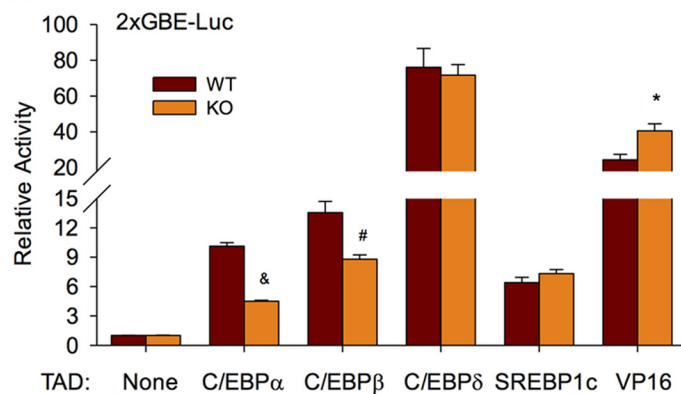 2xGBE-Luc
WT
KO
Relative Activity
100
80
60
40
20
15
12
9
6
3
0
&
#
*
TAD: None C/EBPα C/EBPβ C/EBPδ SREBP1c VP16